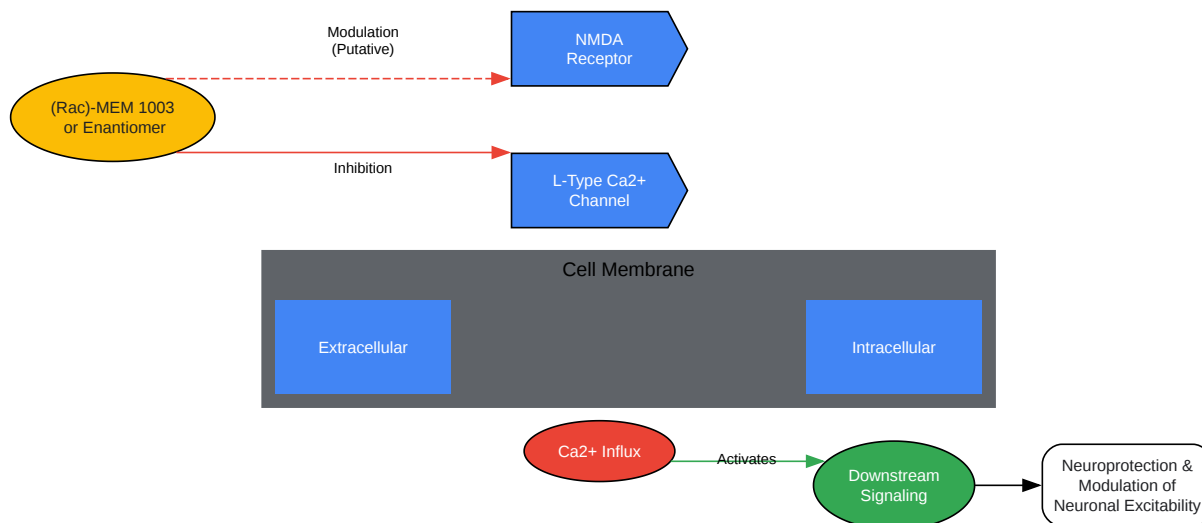 Modulation
(Putative)
NMDA
Receptor
(Rac)-MEM 1003
or Enantiomer
Inhibition
L-Type Ca2+
Channel
Cell Membrane
Extracellular
Intracellular
Ca2+ Influx
Activates
Downstream
Signaling
Neuroprotection &
Modulation of
Neuronal Excitability